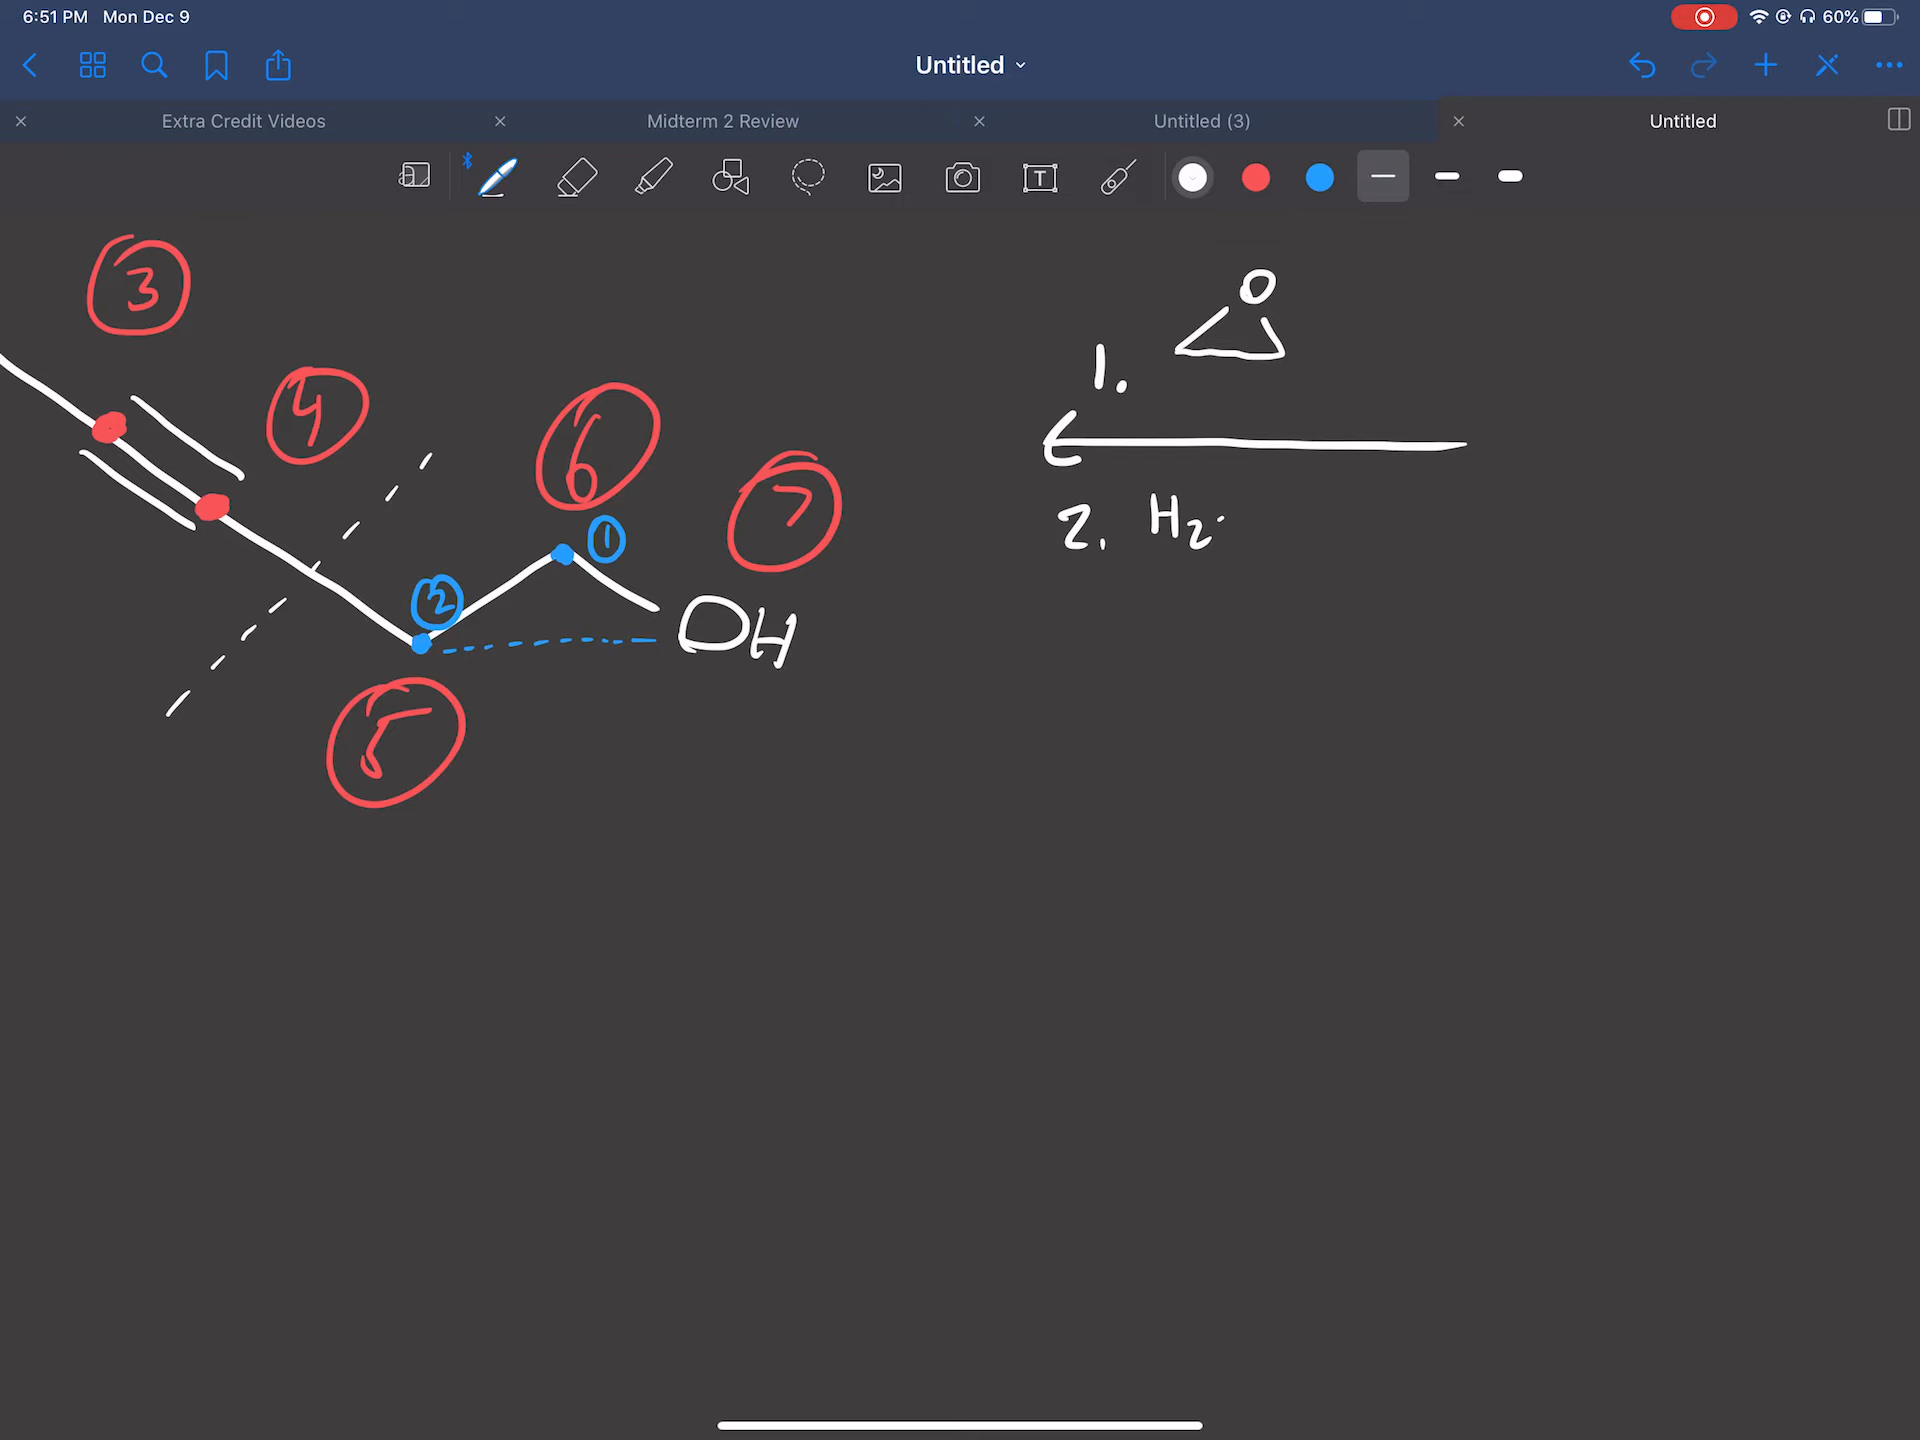 6:51 PM Mon Dec 9
60%
Untitled
Extra Credit Videos
Midterm 2 Review
Untitled (3)
Untitled
T
3
4
6
7
1
2
OH
5
O
1.
2. H2